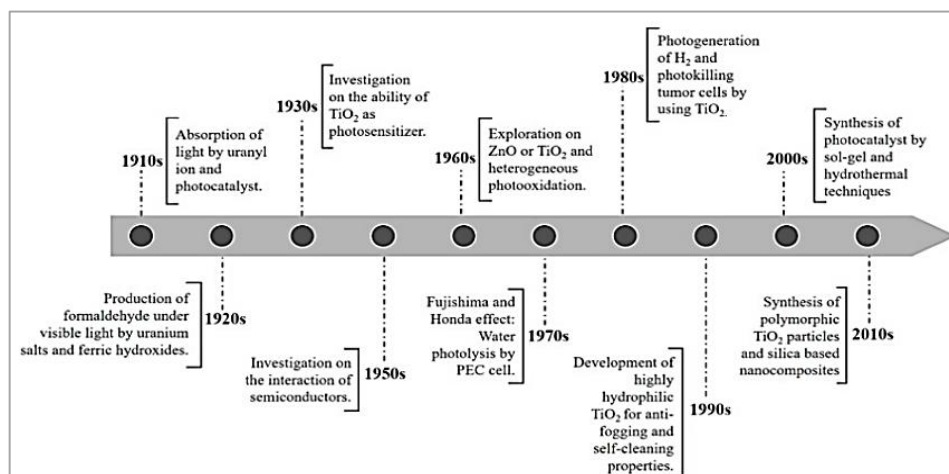 1910s
Absorption of
light by uranyl
ion and
photocatalyst.
Production of
formaldehyde under
visible light by uranium
salts and ferric hydroxides.
1920s
1930s
Investigation
on the ability of
TiO₂ as
photosensitizer.
Investigation on
the interaction of
semiconductors.
1950s
1960s
Exploration on
ZnO or TiO₂ and
heterogeneous
photooxidation.
Fujishima and
Honda effect:
Water
photolysis by
PEC cell.
1970s
1980s
Photogeneration
of H₂ and
photokilling
tumor cells by
using TiO₂.
Development of
highly
hydrophilic
TiO₂ for anti-
fogging and
self-cleaning
properties.
1990s
2000s
Synthesis of
photocatalyst by
sol-gel and
hydrothermal
techniques
Synthesis of
polymorphic
TiO₂ particles
and silica based
nanocomposites
2010s